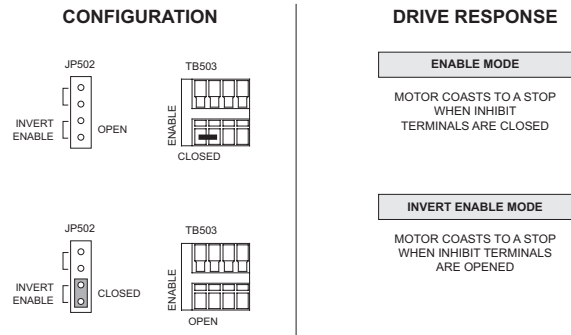 CONFIGURATION
DRIVE RESPONSE
JP502
TB503
INVERT
ENABLE
OPEN
ENABLE
CLOSED
ENABLE MODE
MOTOR COASTS TO A STOP
WHEN INHIBIT
TERMINALS ARE CLOSED
JP502
TB503
INVERT
ENABLE
CLOSED
ENABLE
OPEN
INVERT ENABLE MODE
MOTOR COASTS TO A STOP
WHEN INHIBIT TERMINALS
ARE OPENED